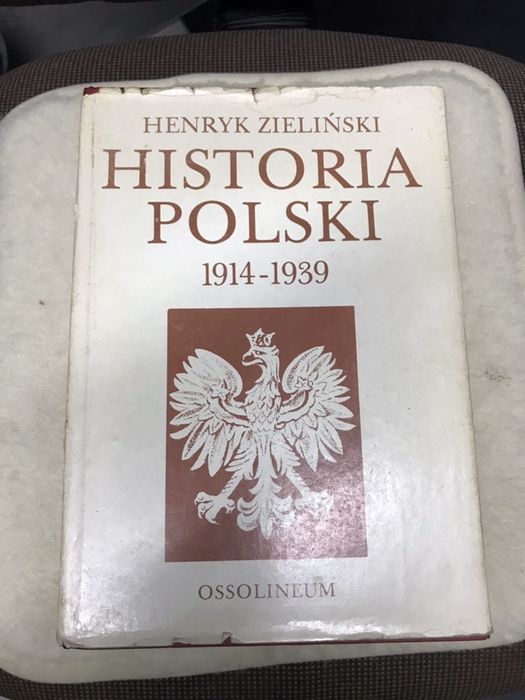 HENRYK ZIELIŃSKI
HISTORIA
POLSKI
1914-1939
OSSOLINEUM